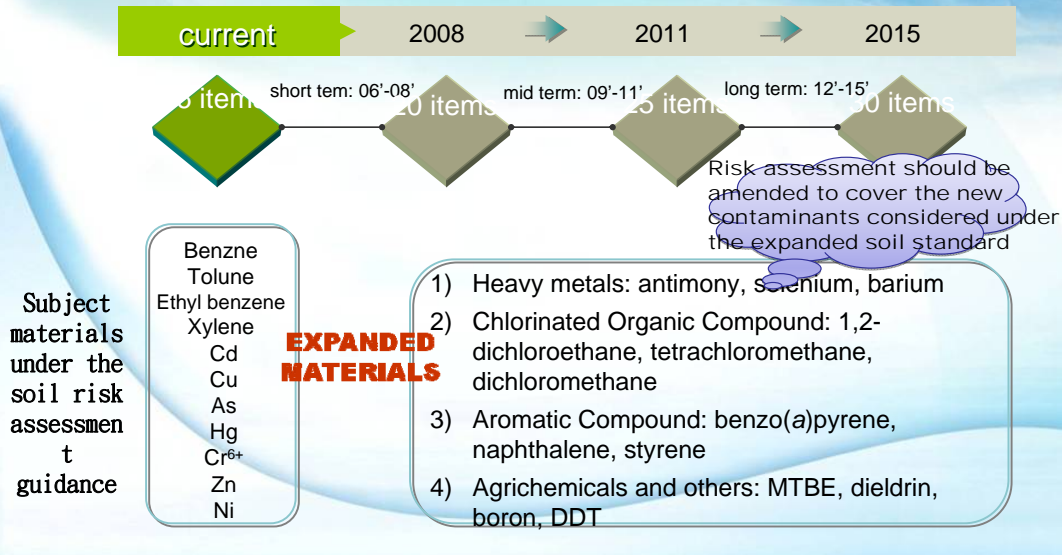 current
2008
2011
2015
items
short tem: 06'-08'
20 items
mid term: 09'-11'
25 items
long term: 12'-15'
30 items
Risk assessment should be
amended to cover the new
contaminants considered under
the expanded soil standard
Subject
materials
under the
soil risk
assessmen
t
guidance
Benzne
Tolune
Ethyl benzene
Xylene
Cd
Cu
As
Hg
Cr6+
Zn
Ni
EXPANDED
MATERIALS
1) Heavy metals: antimony, selenium, barium
2) Chlorinated Organic Compound: 1,2-
dichloroethane, tetrachloromethane,
dichloromethane
3) Aromatic Compound: benzo(a)pyrene,
naphthalene, styrene
4) Agrichemicals and others: MTBE, dieldrin,
boron, DDT